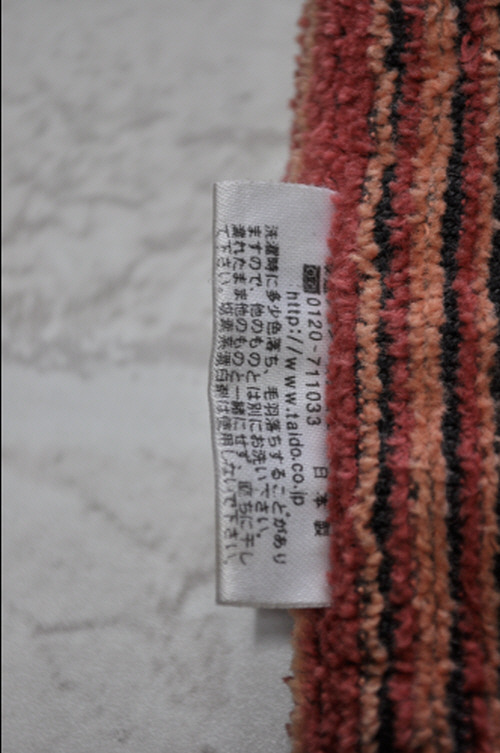 0120-711033 日本製
http://www.taido.co.jp
洗濯時に多少色落ち、毛羽落ちすることがあり
ますので、他のものとは別にお洗い下さい。
濡れたまま他のものと一緒にせず、直ちに干し
て下さい。塩素系漂白剤は使用しないで下さい。